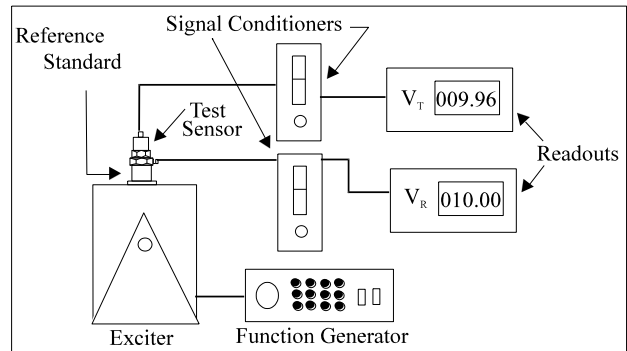 Signal Conditioners
Reference
Standard
Test
Sensor
V_T 009.96
Readouts
V_R 010.00
Exciter
Function Generator